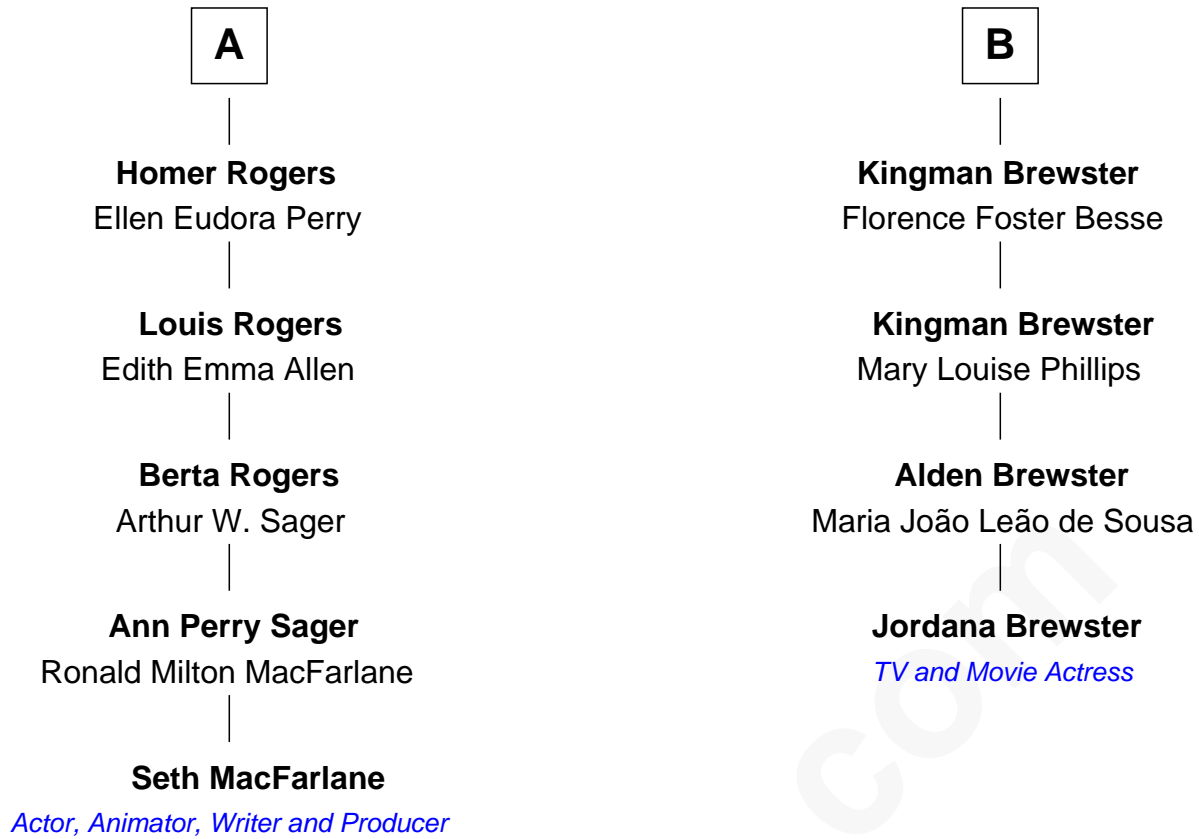 A
Homer Rogers
Ellen Eudora Perry
Louis Rogers
Edith Emma Allen
Berta Rogers
Arthur W. Sager
Ann Perry Sager
Ronald Milton MacFarlane
Seth MacFarlane
Actor, Animator, Writer and Producer
B
Kingman Brewster
Florence Foster Besse
Kingman Brewster
Mary Louise Phillips
Alden Brewster
Maria João Leão de Sousa
Jordana Brewster
TV and Movie Actress
com